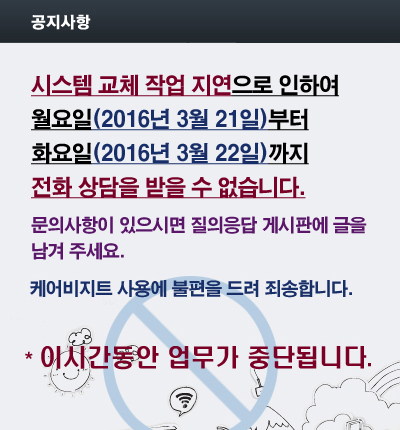 공지사항
시스템 교체 작업 지연으로 인하여
월요일(2016년 3월 21일)부터
화요일(2016년 3월 22일)까지
전화 상담을 받을 수 없습니다.
문의사항이 있으시면 질의응답 게시판에 글을
남겨 주세요.
케어비지트 사용에 불편을 드려 죄송합니다.
* 이시간동안 업무가 중단됩니다.